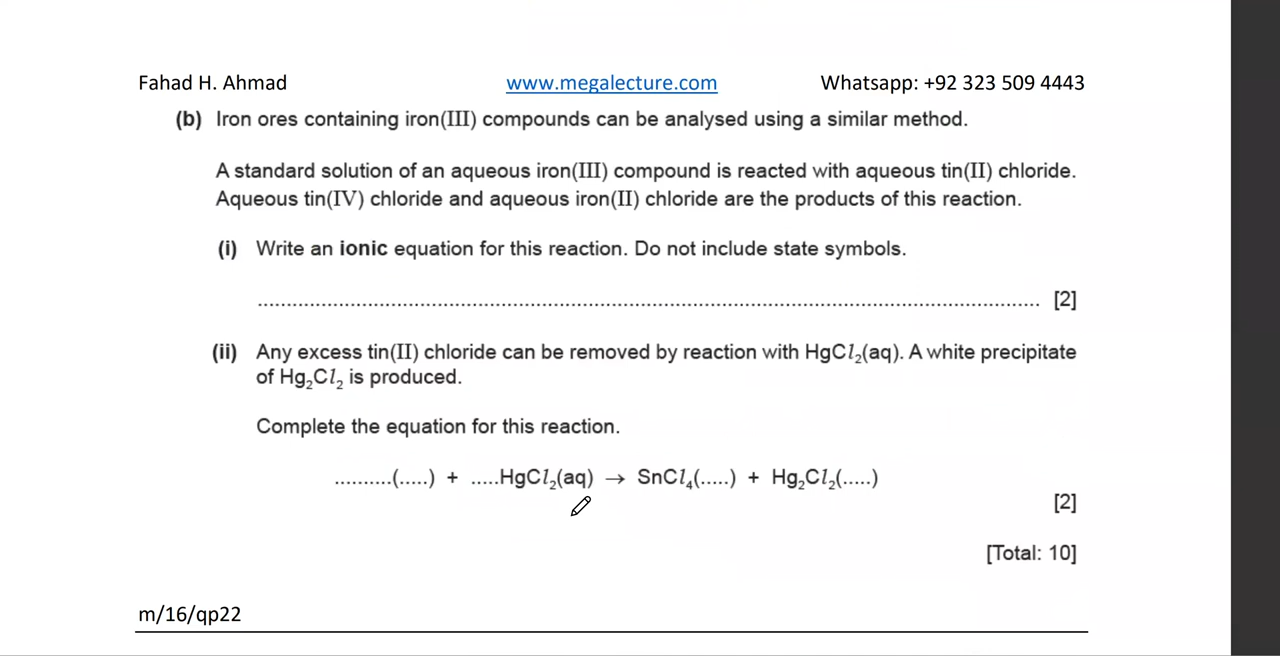 Fahad H. Ahmad www.megalecture.com Whatsapp: +92 323 509 4443
(b) Iron ores containing iron(III) compounds can be analysed using a similar method.
A standard solution of an aqueous iron(III) compound is reacted with aqueous tin(II) chloride.
Aqueous tin(IV) chloride and aqueous iron(II) chloride are the products of this reaction.
(i) Write an ionic equation for this reaction. Do not include state symbols.
.......................................................................................................................................... [2]
(ii) Any excess tin(II) chloride can be removed by reaction with HgCl₂(aq). A white precipitate
of Hg₂Cl₂ is produced.
Complete the equation for this reaction.
..........(.....) + .....HgCl₂(aq) → SnCl₄(.....) + Hg₂Cl₂(.....)
[2]
[Total: 10]
m/16/qp22